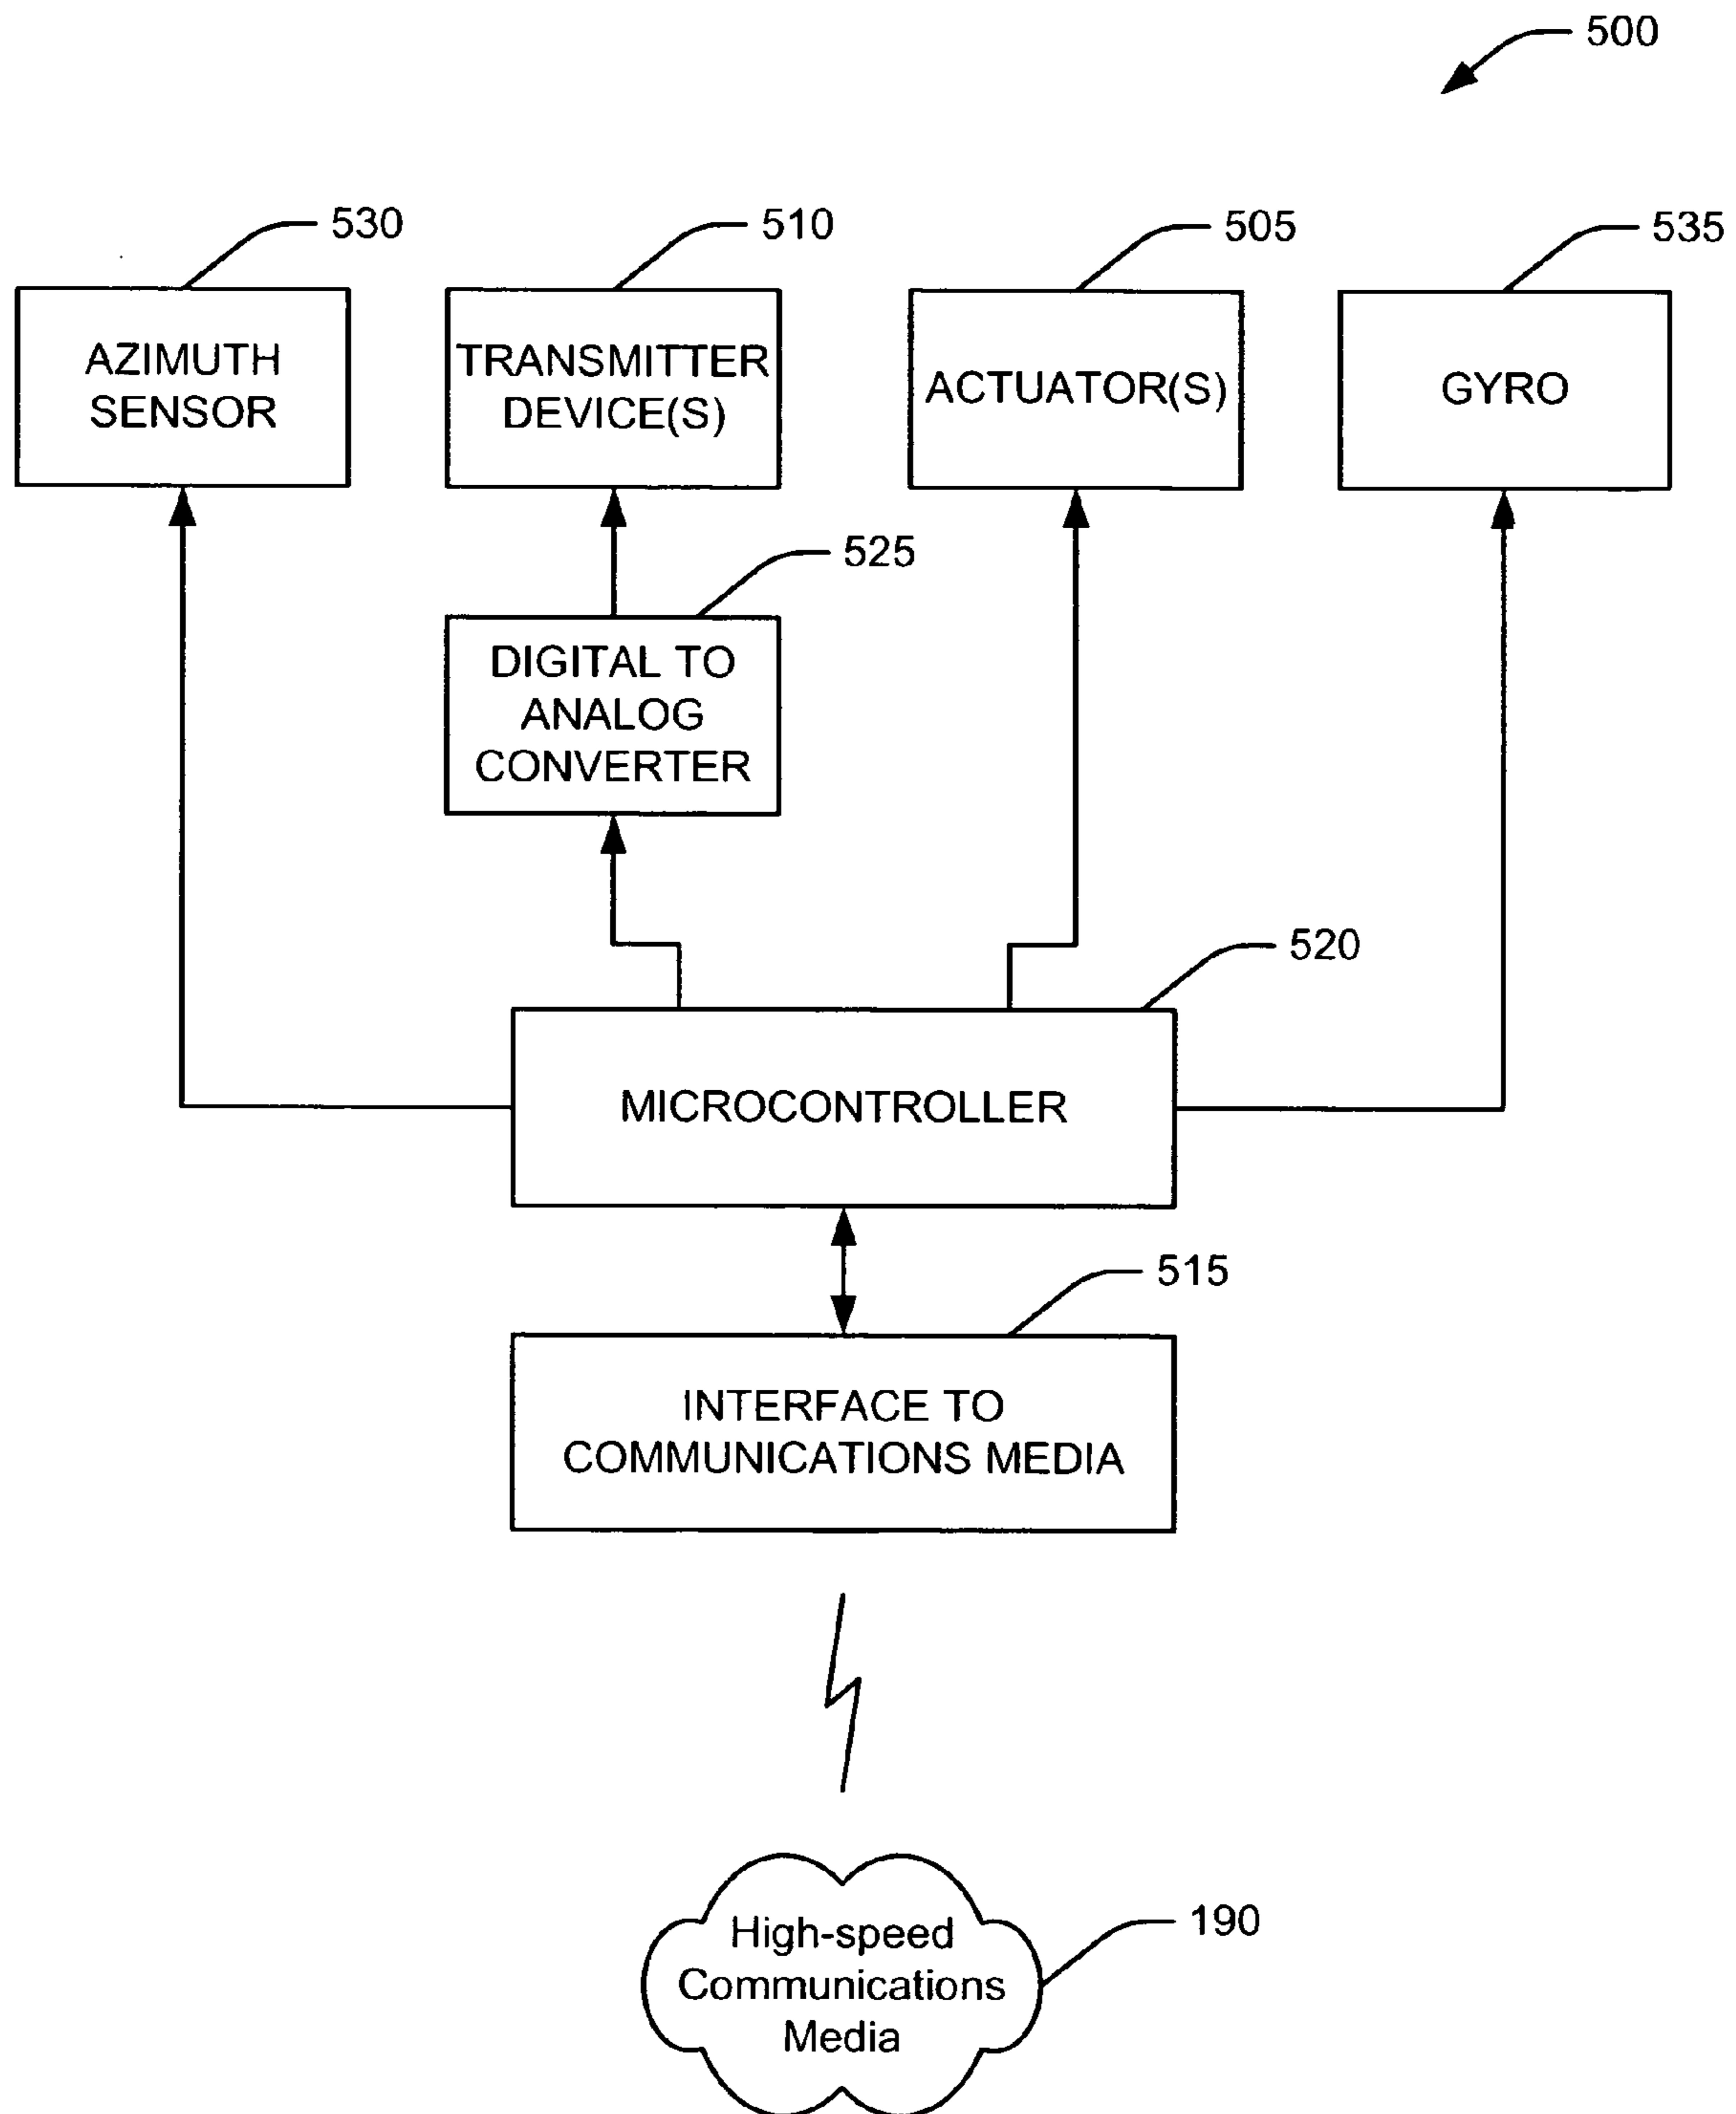 500
530
510
505
535
AZIMUTH
SENSOR
TRANSMITTER
DEVICE(S)
ACTUATOR(S)
GYRO
525
DIGITAL TO
ANALOG
CONVERTER
520
MICROCONTROLLER
515
INTERFACE TO
COMMUNICATIONS MEDIA
190
High-speed
Communications
Media